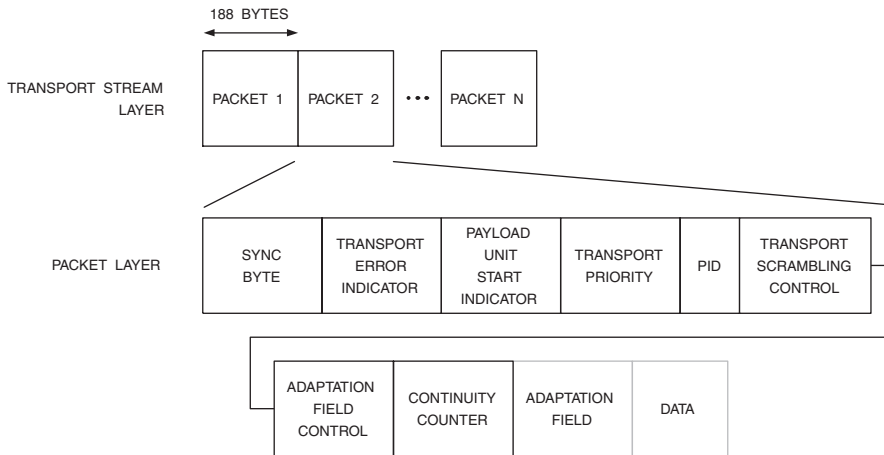 188 BYTES
TRANSPORT STREAM
LAYER
PACKET 1
PACKET 2
•••
PACKET N
PACKET LAYER
SYNC
BYTE
TRANSPORT
ERROR
INDICATOR
PAYLOAD
UNIT
START
INDICATOR
TRANSPORT
PRIORITY
PID
TRANSPORT
SCRAMBLING
CONTROL
ADAPTATION
FIELD
CONTROL
CONTINUITY
COUNTER
ADAPTATION
FIELD
DATA